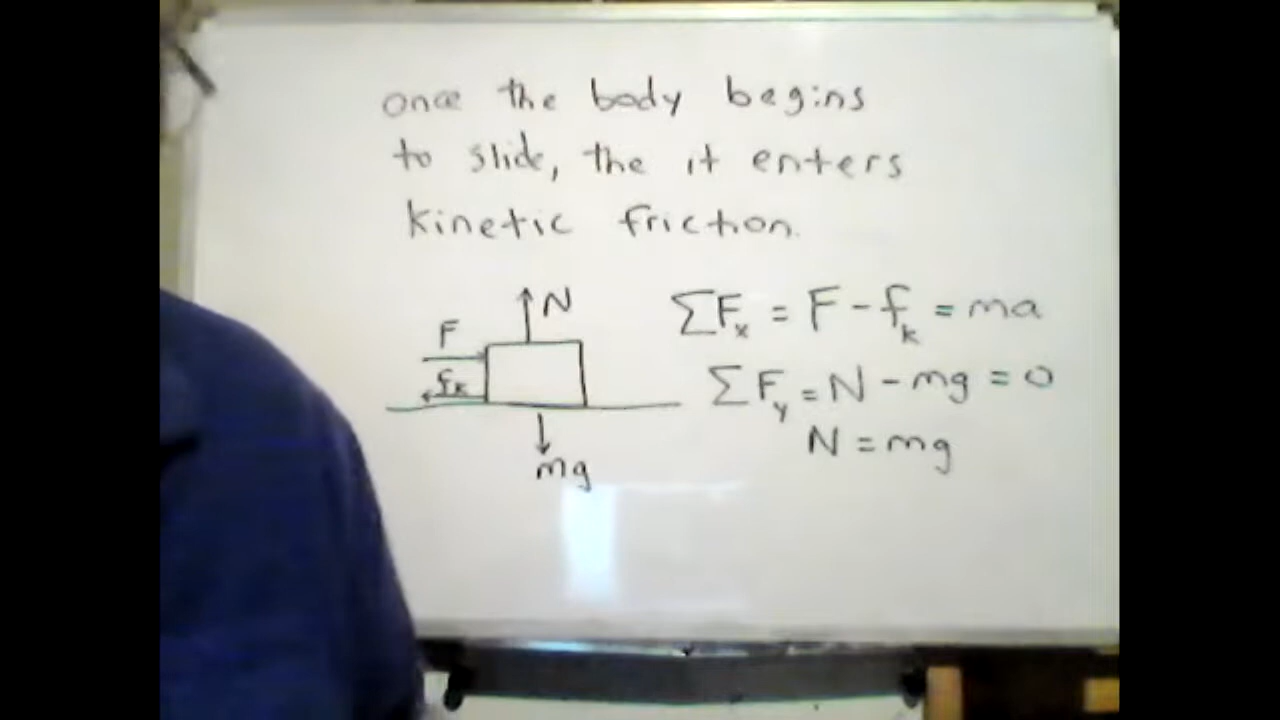 once the body begins
to slide, the it enters
kinetic friction.
N
F
fk
mg
ΣFx = F - fk = ma
ΣFy = N - mg = 0
N = mg